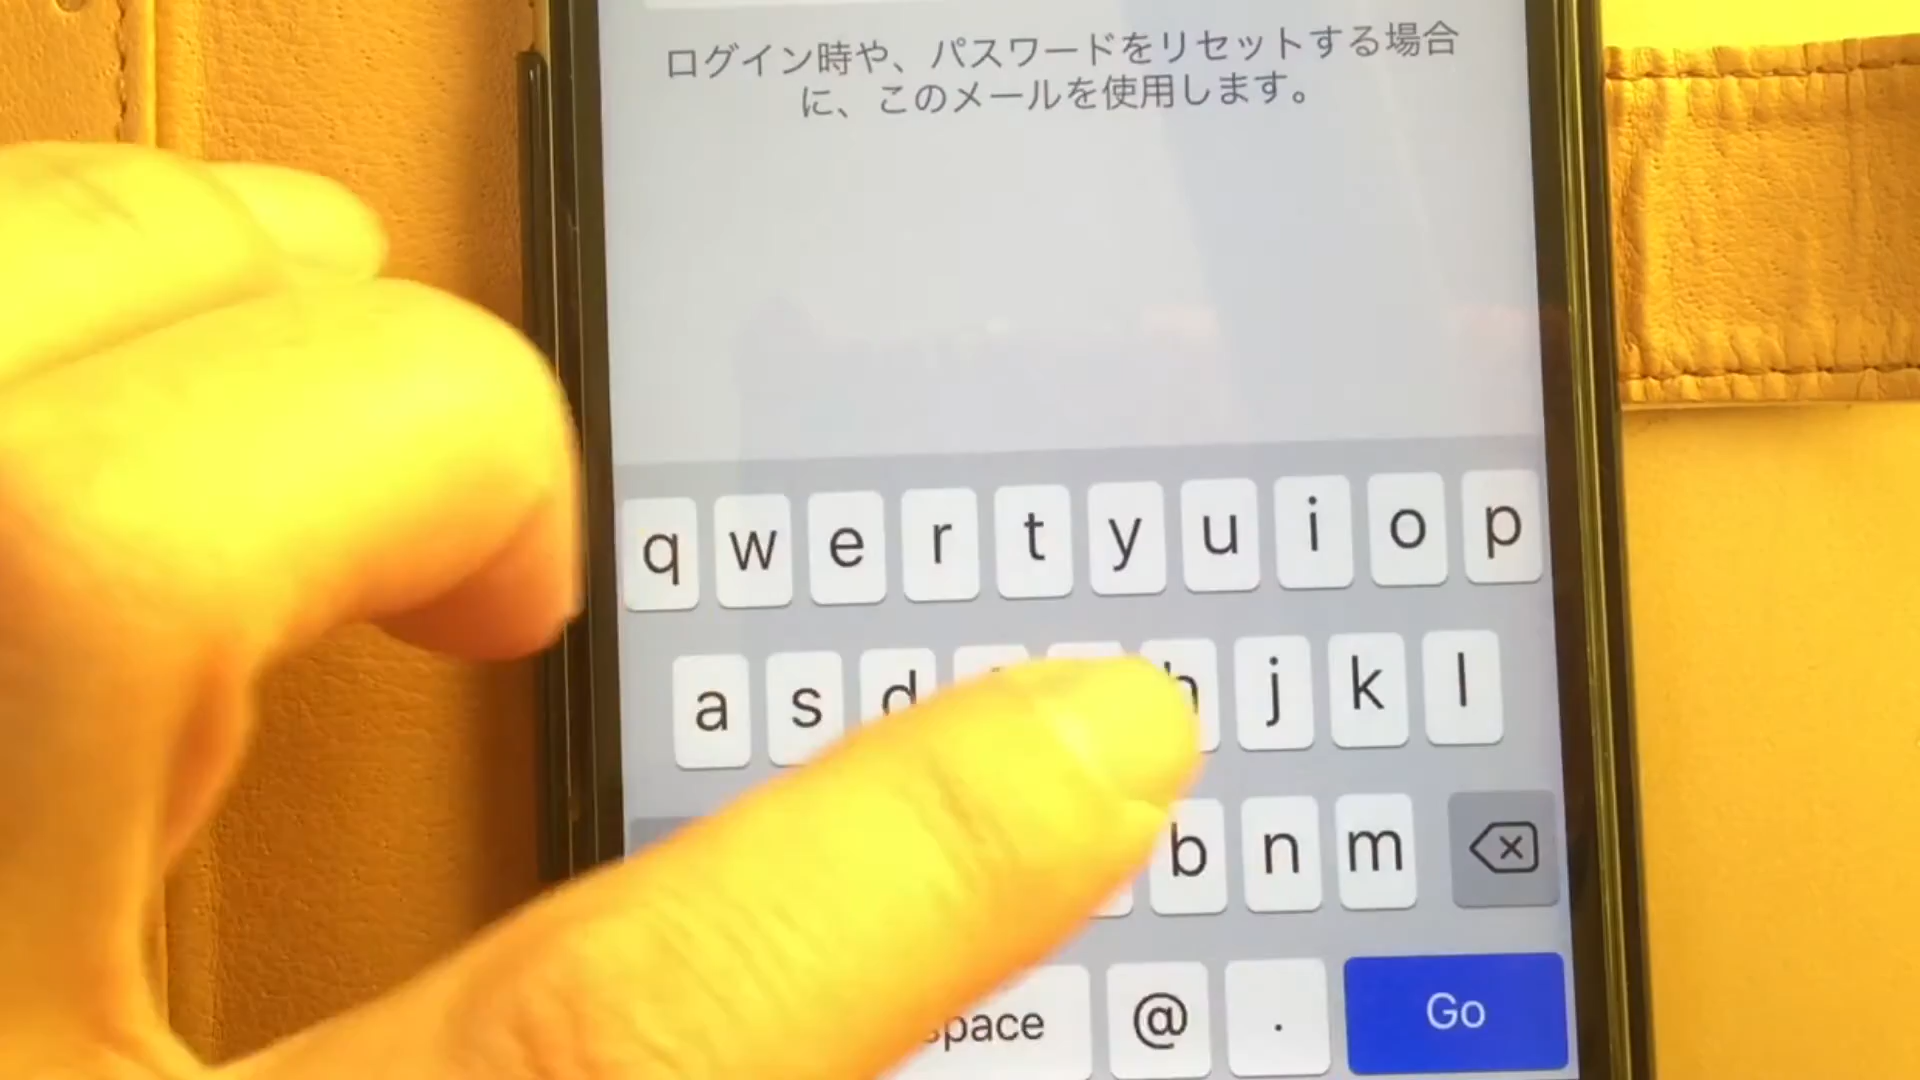 ログイン時や、パスワードをリセットする場合
に、このメールを使用します。
q w e r t y u i o p
a s d h j k l
b n m
space @ . Go